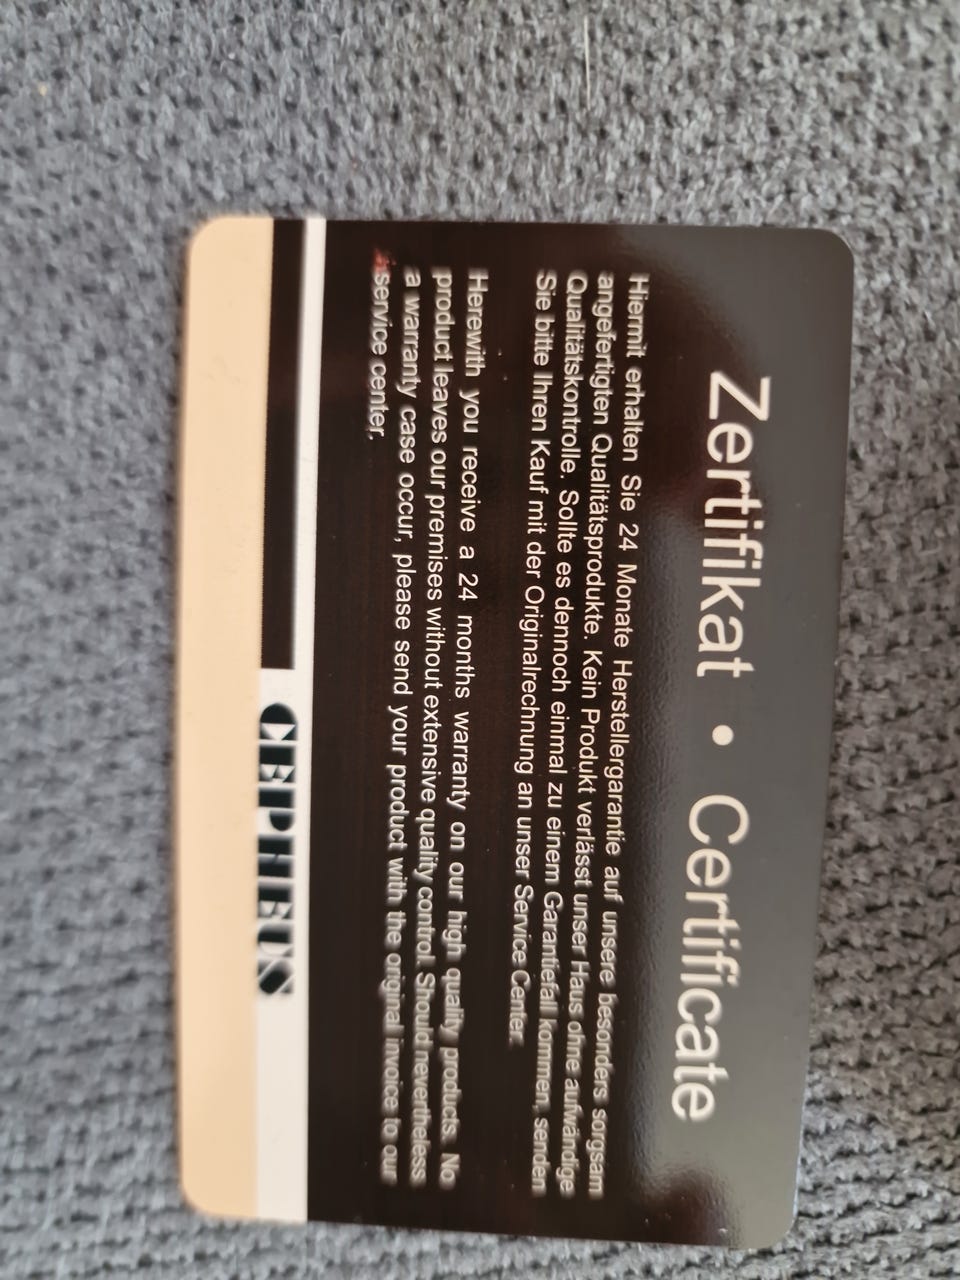 Zertifikat • Certificate
Hiermit erhalten Sie 24 Monate Herstellergarantie auf unsere besonders sorgsam
angefertigten Qualitätsprodukte. Kein Produkt verlässt unser Haus ohne aufwändige
Qualitätskontrolle. Sollte es dennoch einmal zu einem Garantiefall kommen, senden
Sie bitte Ihren Kauf mit der Originalrechnung an unser Service Center.
Herewith you receive a 24 months warranty on our high quality products. No
product leaves our premises without extensive quality control. Should nevertheless
a warranty case occur, please send your product with the original invoice to our
service center.
CEPHEUS